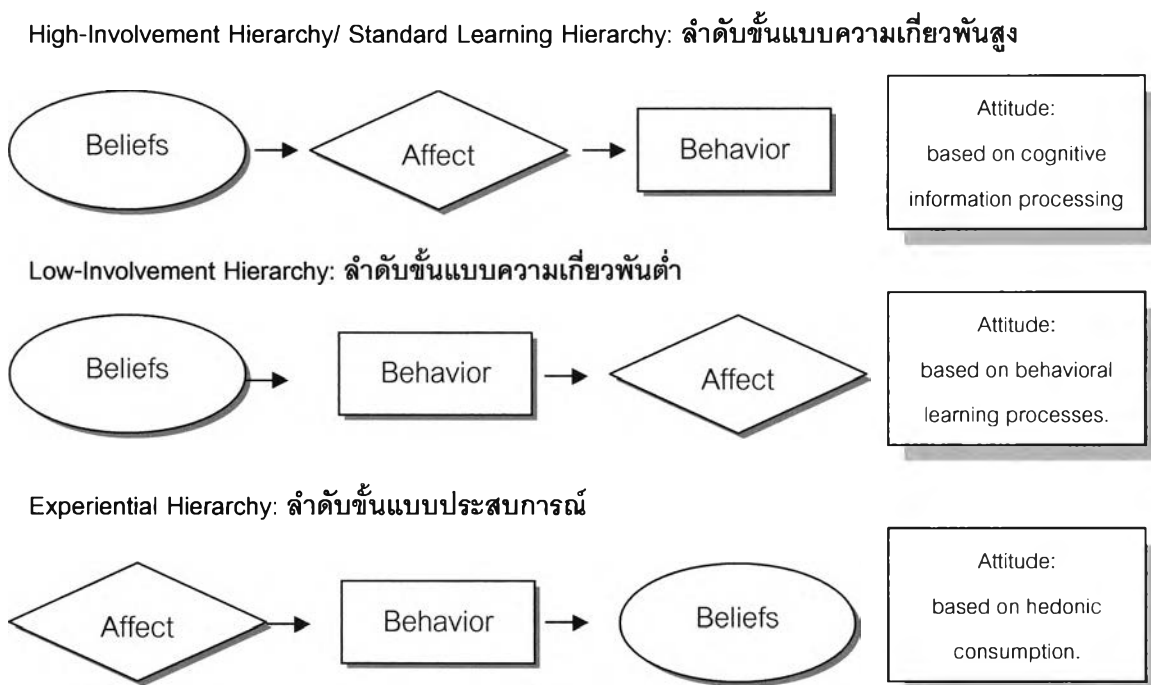 High-Involvement Hierarchy/ Standard Learning Hierarchy: ลำดับขั้นแบบความเกี่ยวพันสูง
Beliefs
Affect
Behavior
Attitude:
based on cognitive
information processing
Low-Involvement Hierarchy: ลำดับขั้นแบบความเกี่ยวพันต่ำ
Beliefs
Behavior
Affect
Attitude:
based on behavioral
learning processes.
Experiential Hierarchy: ลำดับขั้นแบบประสบการณ์
Affect
Behavior
Beliefs
Attitude:
based on hedonic
consumption.